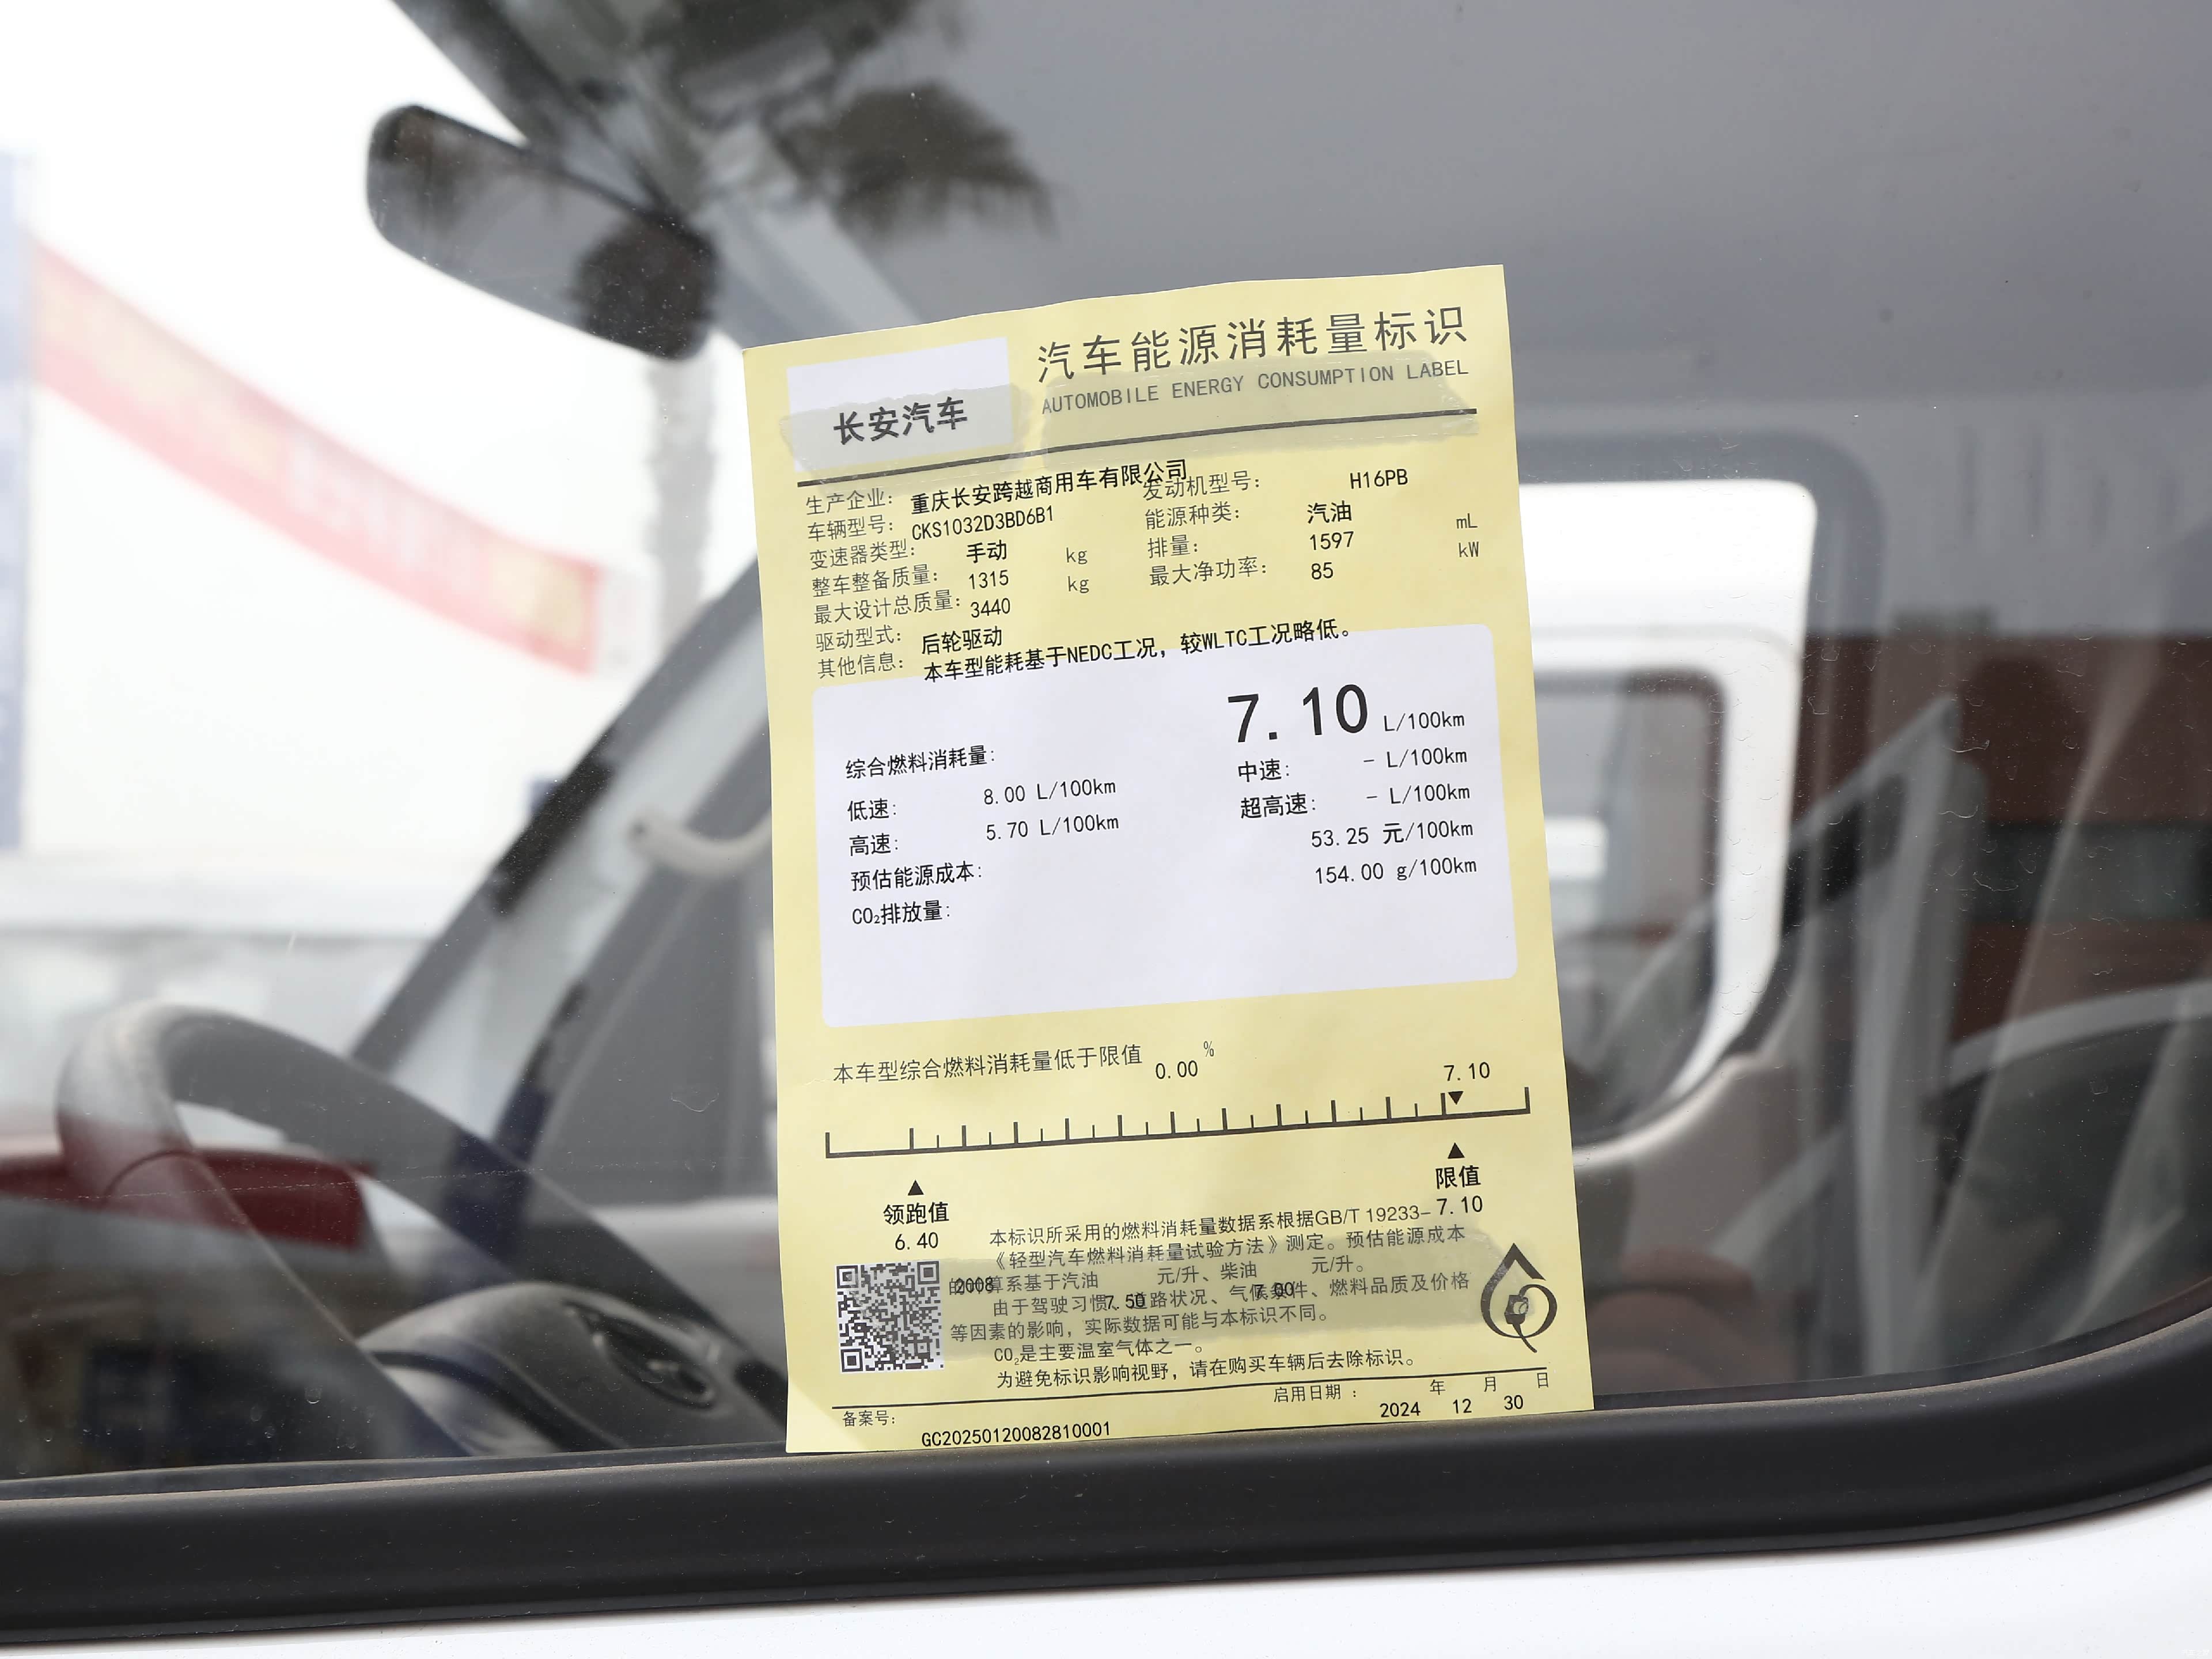 汽车能源消耗量标识
AUTOMOBILE ENERGY CONSUMPTION LABEL
长安汽车
生产企业: 重庆长安跨越商用车有限公司
发动机型号: H16PB
车辆型号: CKS1032D3BD6B1
能源种类: 汽油
变速器类型: 手动
排量: 1597 mL
整车整备质量: 1315 kg
最大净功率: 85 kW
最大设计总质量: 3440 kg
驱动型式: 后轮驱动
其他信息: 本车型能耗基于NEDC工况, 较WLTC工况略低。
综合燃料消耗量: 7.10 L/100km
低速: 8.00 L/100km
中速: - L/100km
高速: 5.70 L/100km
超高速: - L/100km
预估能源成本: 53.25 元/100km
CO₂排放量: 154.00 g/100km
本车型综合燃料消耗量低于限值 0.00 %
7.10
领跑值
6.40
限值
7.10
本标识所采用的燃料消耗量数据系根据GB/T 19233-
2008
《轻型汽车燃料消耗量试验方法》测定。预估能源成本
的计算系基于汽油 7.50 元/升、柴油 7.00 元/升。
由于驾驶习惯、道路状况、气候条件、燃料品质及价格
等因素的影响, 实际数据可能与本标识不同。
CO₂是主要温室气体之一。
为避免标识影响视野, 请在购买车辆后去除标识。
备案号: GC20250120082810001
启用日期: 2024 年 12 月 30 日